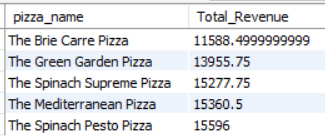 pizza_name Total_Revenue
The Brie Carre Pizza 11588.4999999999
The Green Garden Pizza 13955.75
The Spinach Supreme Pizza 15277.75
The Mediterranean Pizza 15360.5
The Spinach Pesto Pizza 15596